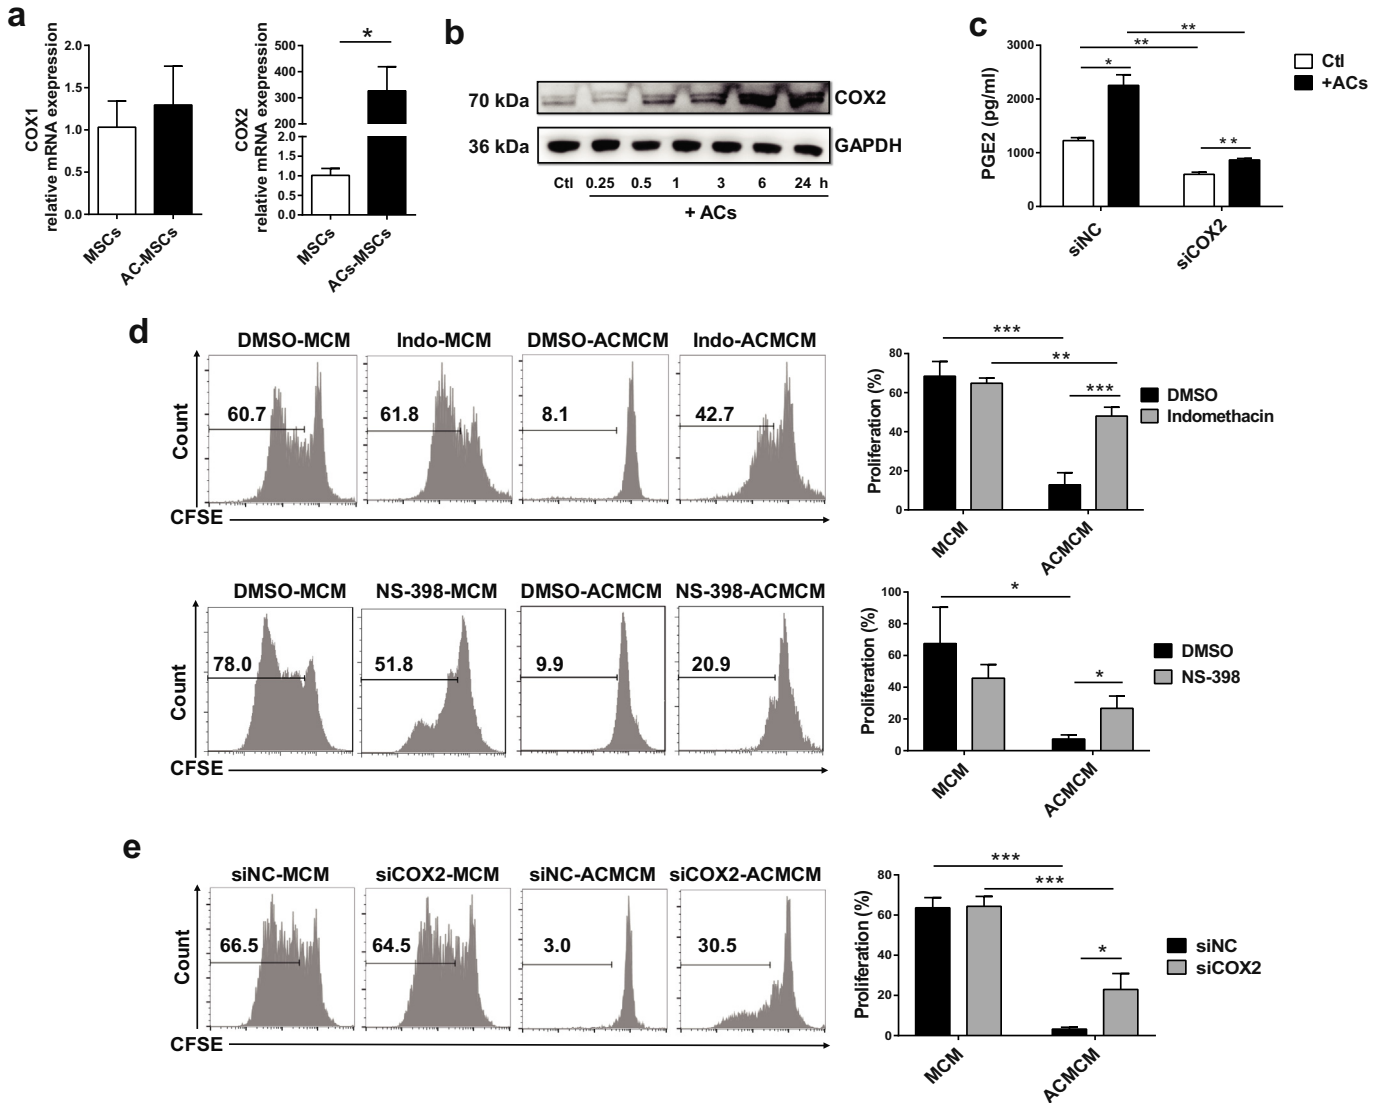 a
COX1
relative mRNA exepression
2.0
1.5
1.0
0.5
0.0
MSCs
AC-MSCs
COX2
relative mRNA exepression
500
400
300
200
2.0
1.5
1.0
0.5
0.0
*
MSCs
ACs-MSCs
b
70 kDa
COX2
36 kDa
GAPDH
Ctl 0.25 0.5 1 3 6 24 h
+ ACs
c
PGE2 (pg/ml)
3000
2000
1000
0
**
**
*
**
siNC
siCOX2
Ctl
+ACs
d
DMSO-MCM Indo-MCM DMSO-ACMCM Indo-ACMCM
Count
60.7 61.8 8.1 42.7
CFSE
Proliferation (%)
80
60
40
20
0
***
**
***
MCM
ACMCM
DMSO
Indomethacin
DMSO-MCM NS-398-MCM DMSO-ACMCM NS-398-ACMCM
Count
78.0 51.8 9.9 20.9
CFSE
Proliferation (%)
100
80
60
40
20
0
*
*
MCM
ACMCM
DMSO
NS-398
e
siNC-MCM siCOX2-MCM siNC-ACMCM siCOX2-ACMCM
Count
66.5 64.5 3.0 30.5
CFSE
Proliferation (%)
80
60
40
20
0
***
***
*
MCM
ACMCM
siNC
siCOX2